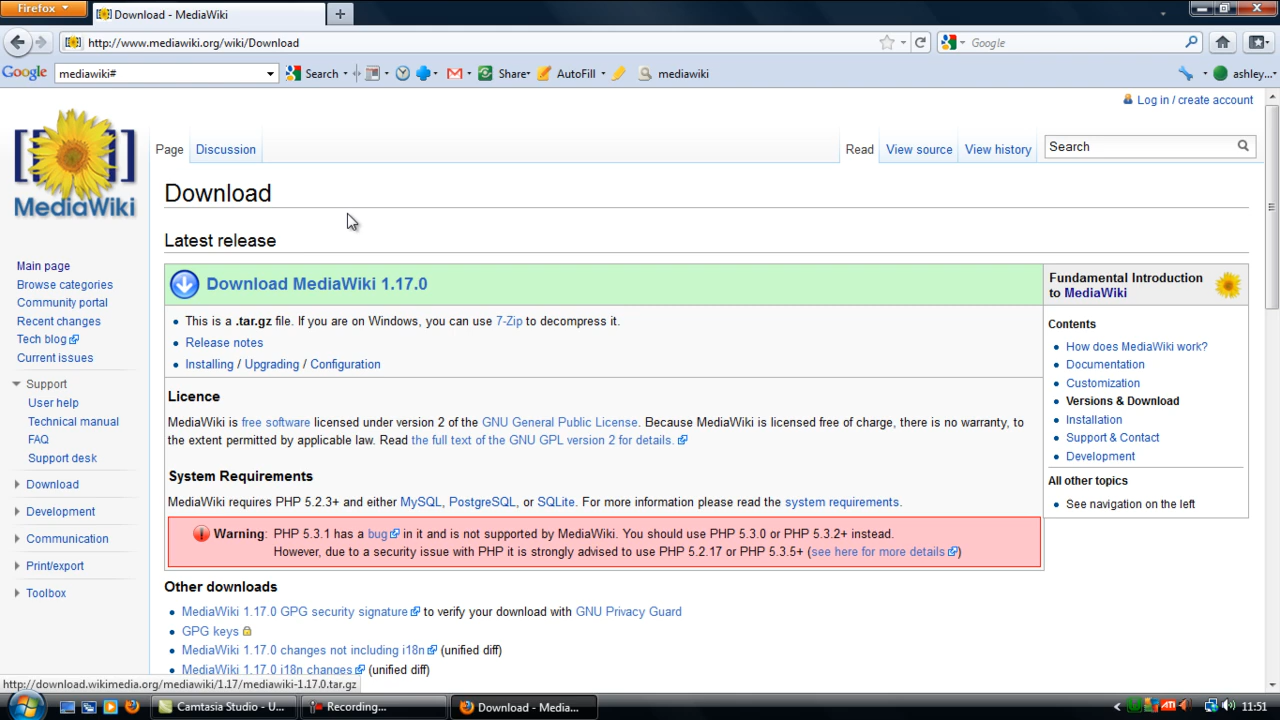 Firefox
Download - MediaWiki
http://www.mediawiki.org/wiki/Download
Google
Google
mediawiki#
Search
Share
AutoFill
mediawiki
ashley...
Log in / create account
Page
Discussion
Read
View source
View history
Search
MediaWiki
Download
Latest release
Main page
Browse categories
Community portal
Recent changes
Tech blog
Current issues
Support
User help
Technical manual
FAQ
Support desk
Download
Development
Communication
Print/export
Toolbox
Download MediaWiki 1.17.0
This is a .tar.gz file. If you are on Windows, you can use 7-Zip to decompress it.
Release notes
Installing / Upgrading / Configuration
Licence
MediaWiki is free software licensed under version 2 of the GNU General Public License. Because MediaWiki is licensed free of charge, there is no warranty, to
the extent permitted by applicable law. Read the full text of the GNU GPL version 2 for details.
System Requirements
MediaWiki requires PHP 5.2.3+ and either MySQL, PostgreSQL, or SQLite. For more information please read the system requirements.
Warning: PHP 5.3.1 has a bug in it and is not supported by MediaWiki. You should use PHP 5.3.0 or PHP 5.3.2+ instead.
However, due to a security issue with PHP it is strongly advised to use PHP 5.2.17 or PHP 5.3.5+ (see here for more details)
Other downloads
MediaWiki 1.17.0 GPG security signature to verify your download with GNU Privacy Guard
GPG keys
MediaWiki 1.17.0 changes not including i18n (unified diff)
MediaWiki 1.17.0 i18n changes (unified diff)
Fundamental Introduction
to MediaWiki
Contents
How does MediaWiki work?
Documentation
Customization
Versions & Download
Installation
Support & Contact
Development
All other topics
See navigation on the left
http://download.wikimedia.org/mediawiki/1.17/mediawiki-1.17.0.tar.gz
Camtasia Studio - U...
Recording...
Download - Media...
ATI
11:51